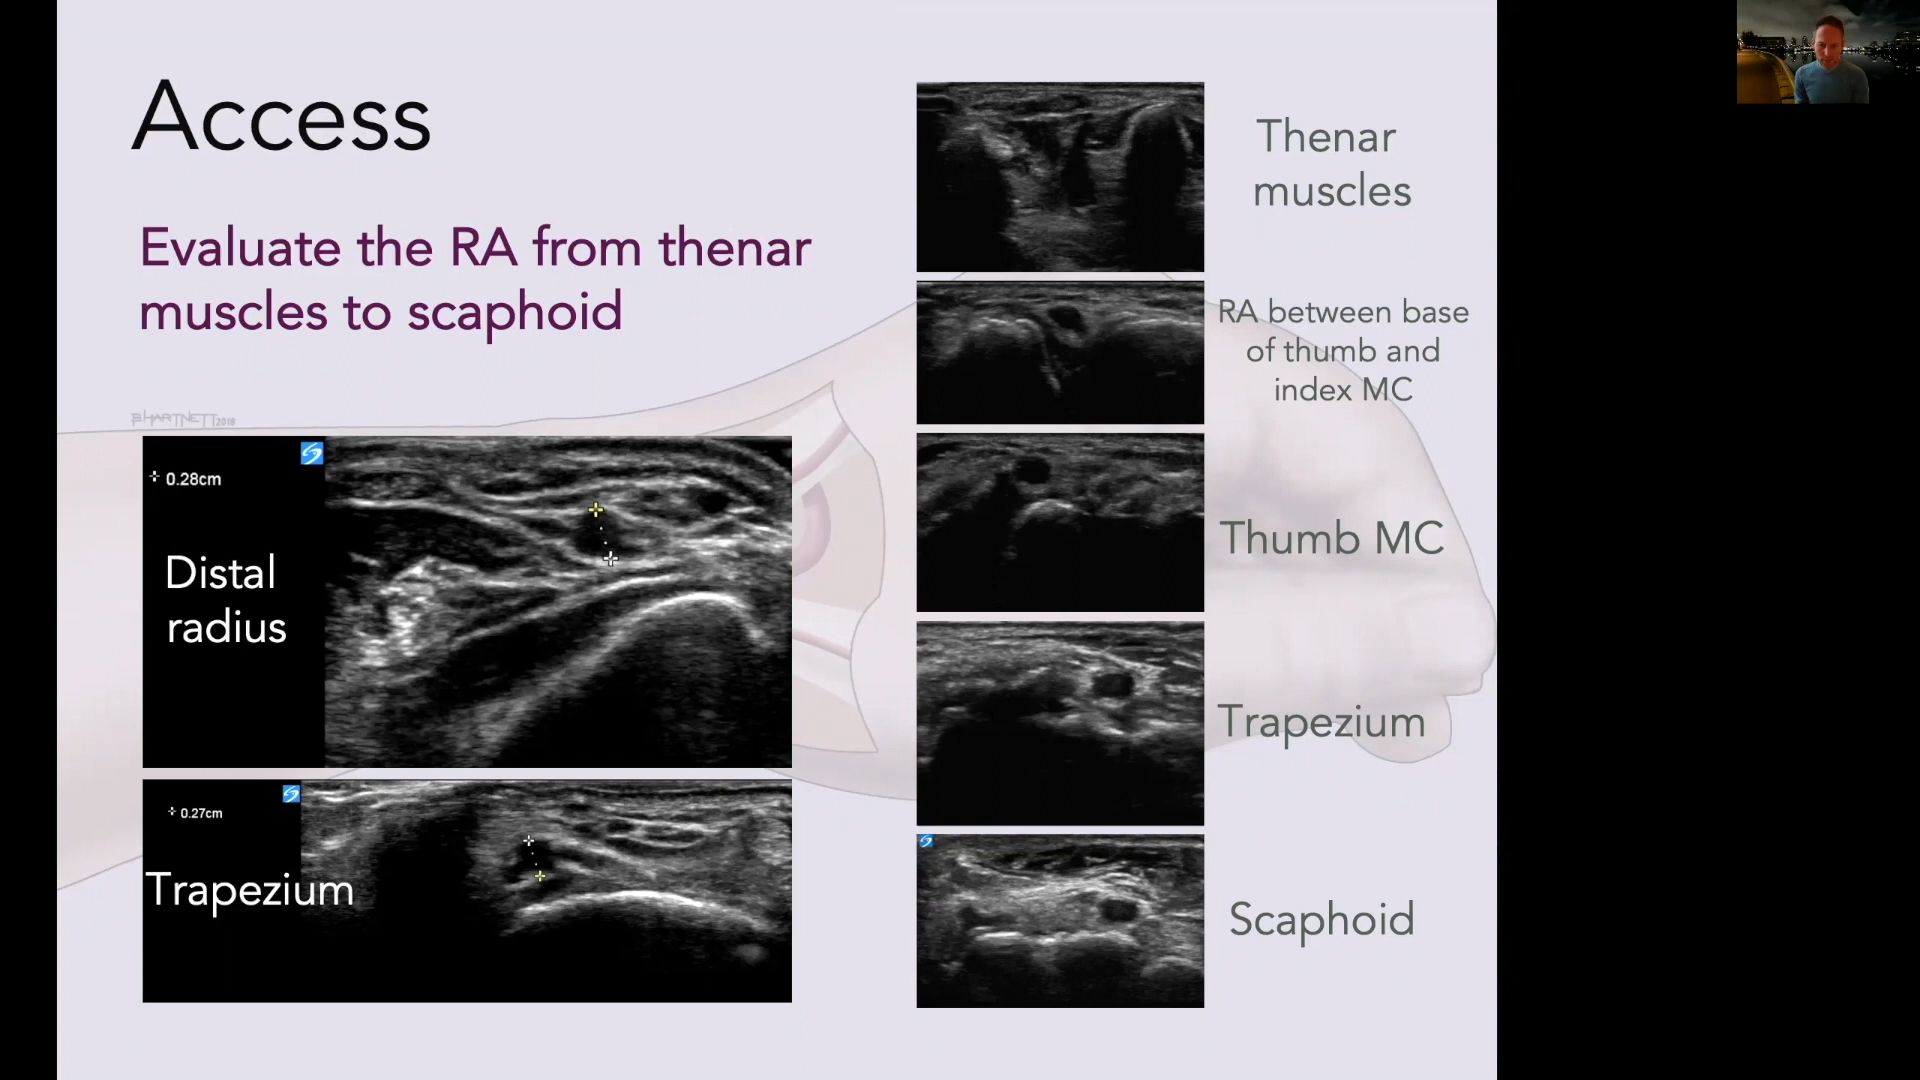 Access
Evaluate the RA from thenar
muscles to scaphoid
BHARTNETT2018
0.28cm
Distal
radius
0.27cm
Trapezium
Thenar
muscles
RA between base
of thumb and
index MC
Thumb MC
Trapezium
Scaphoid